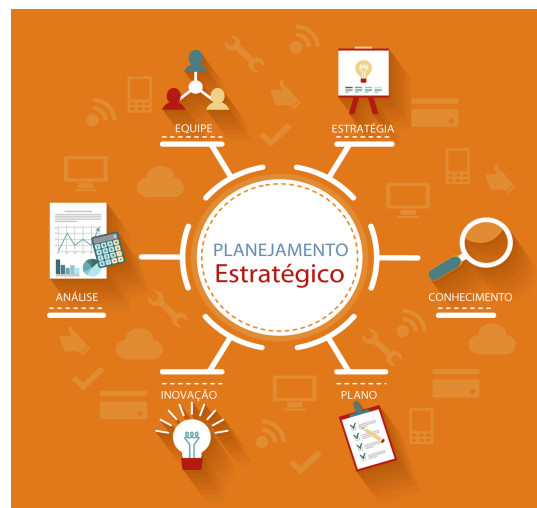 EQUIPE
ESTRATÉGIA
PLANEJAMENTO
Estratégico
ANÁLISE
CONHECIMENTO
INOVAÇÃO
PLANO